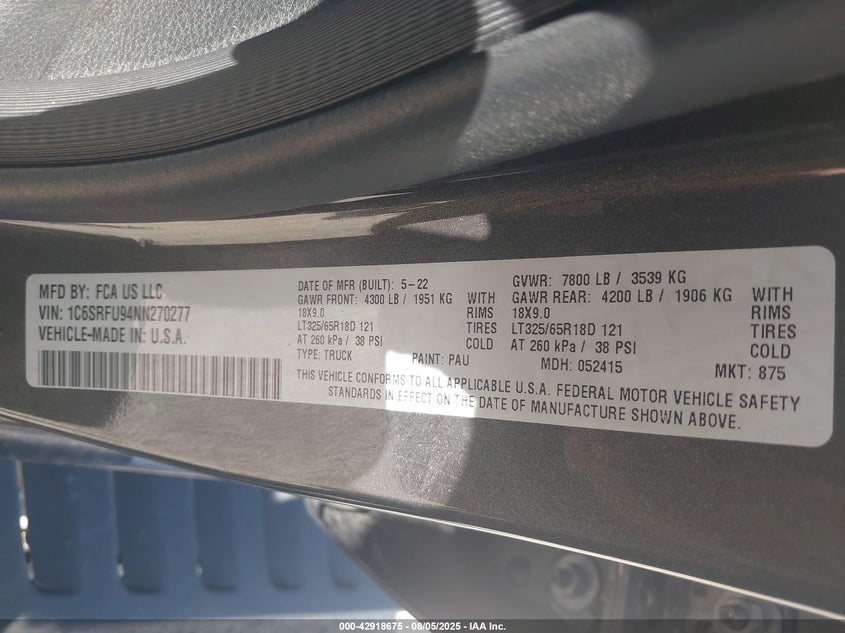 MFD BY: FCA US LLC
VIN: 1C6SRFU94NN270277
VEHICLE-MADE IN: U.S.A.
DATE OF MFR (BUILT): 5-22
GAWR FRONT: 4300 LB / 1951 KG WITH
18X9.0 RIMS
LT325/65R18D 121 TIRES
AT 260 kPa / 38 PSI COLD
TYPE: TRUCK PAINT: PAU
GVWR: 7800 LB / 3539 KG
GAWR REAR: 4200 LB / 1906 KG WITH
18X9.0 RIMS
LT325/65R18D 121 TIRES
AT 260 kPa / 38 PSI COLD
MDH: 052415 MKT: 875
THIS VEHICLE CONFORMS TO ALL APPLICABLE U.S.A. FEDERAL MOTOR VEHICLE SAFETY
STANDARDS IN EFFECT ON THE DATE OF MANUFACTURE SHOWN ABOVE.
000-42918675 - 08/05/2025 - IAA Inc.